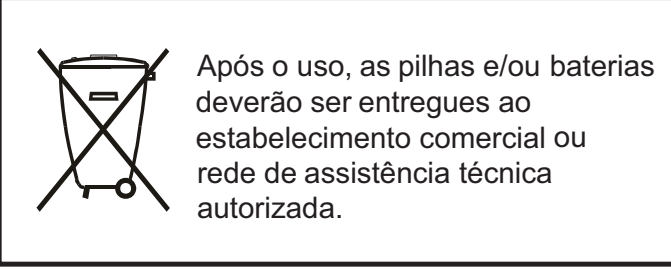 Após o uso, as pilhas e/ou baterias
deverão ser entregues ao
estabelecimento comercial ou
rede de assistência técnica
autorizada.